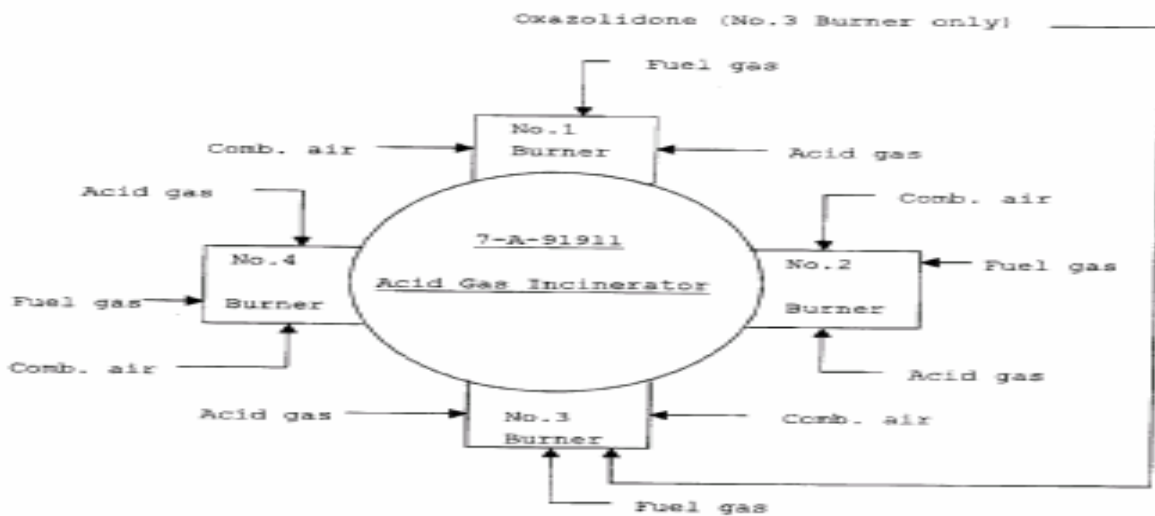 Oxazolidone (No.3 Burner only)
Fuel gas
No.1
Burner
Comb. air
Acid gas
Acid gas
Comb. air
7-A-91911
No.4
No.2
Fuel gas
Acid Gas Incinerator
Fuel gas
Burner
Burner
Comb. air
Acid gas
Acid gas
No.3
Comb. air
Burner
Fuel gas